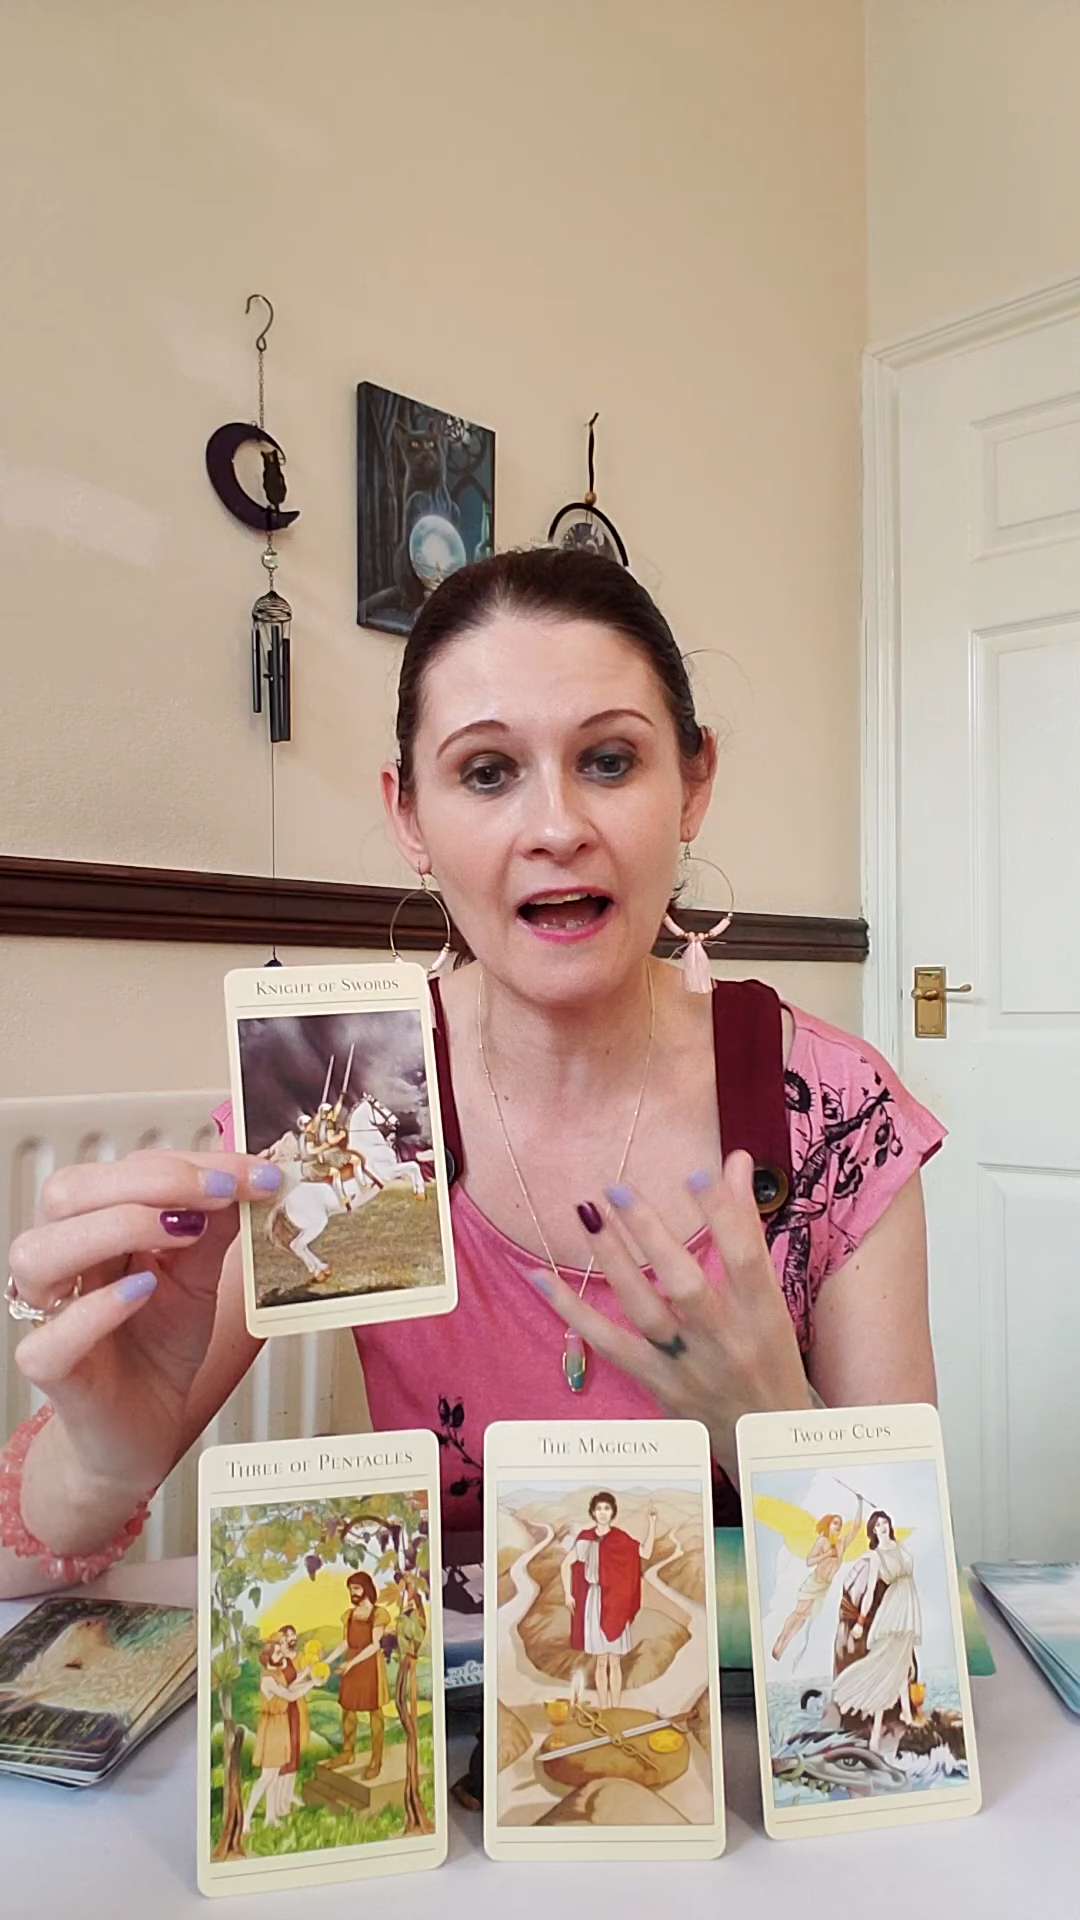 KNIGHT OF SWORDS
THREE OF PENTACLES
THE MAGICIAN
TWO OF CUPS